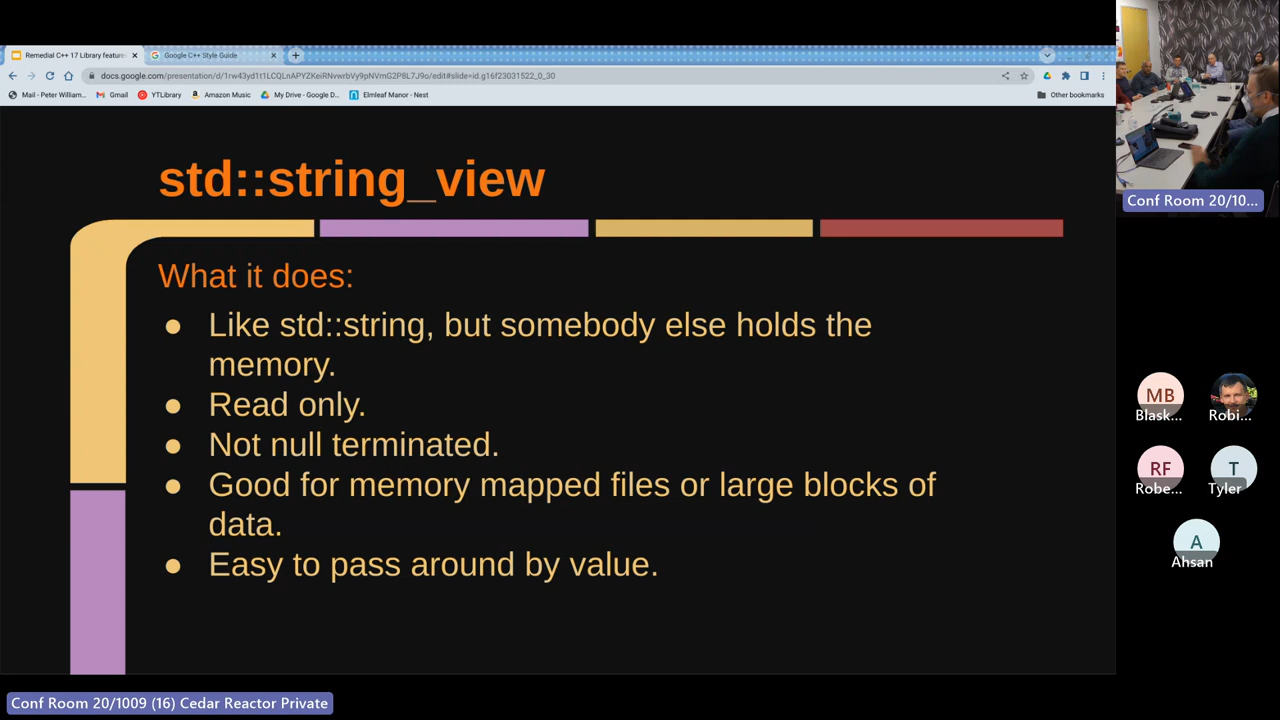 Remedial C++ 17 Library feature
Google C++ Style Guide
docs.google.com/presentation/d/1rw43yd1t1LCQLnAPYZKeiRNvwrbVy9pNVmG2P8L7J9o/edit#slide=id.g16f23031522_0_30
Mail - Peter William...
Gmail
YTLibrary
Amazon Music
My Drive - Google D...
Elmleaf Manor - Nest
Other bookmarks
std::string_view
What it does:
● Like std::string, but somebody else holds the
memory.
● Read only.
● Not null terminated.
● Good for memory mapped files or large blocks of
data.
● Easy to pass around by value.
Conf Room 20/10...
MB
Blask...
Robi...
RF
Robe...
T
Tyler
A
Ahsan
Conf Room 20/1009 (16) Cedar Reactor Private